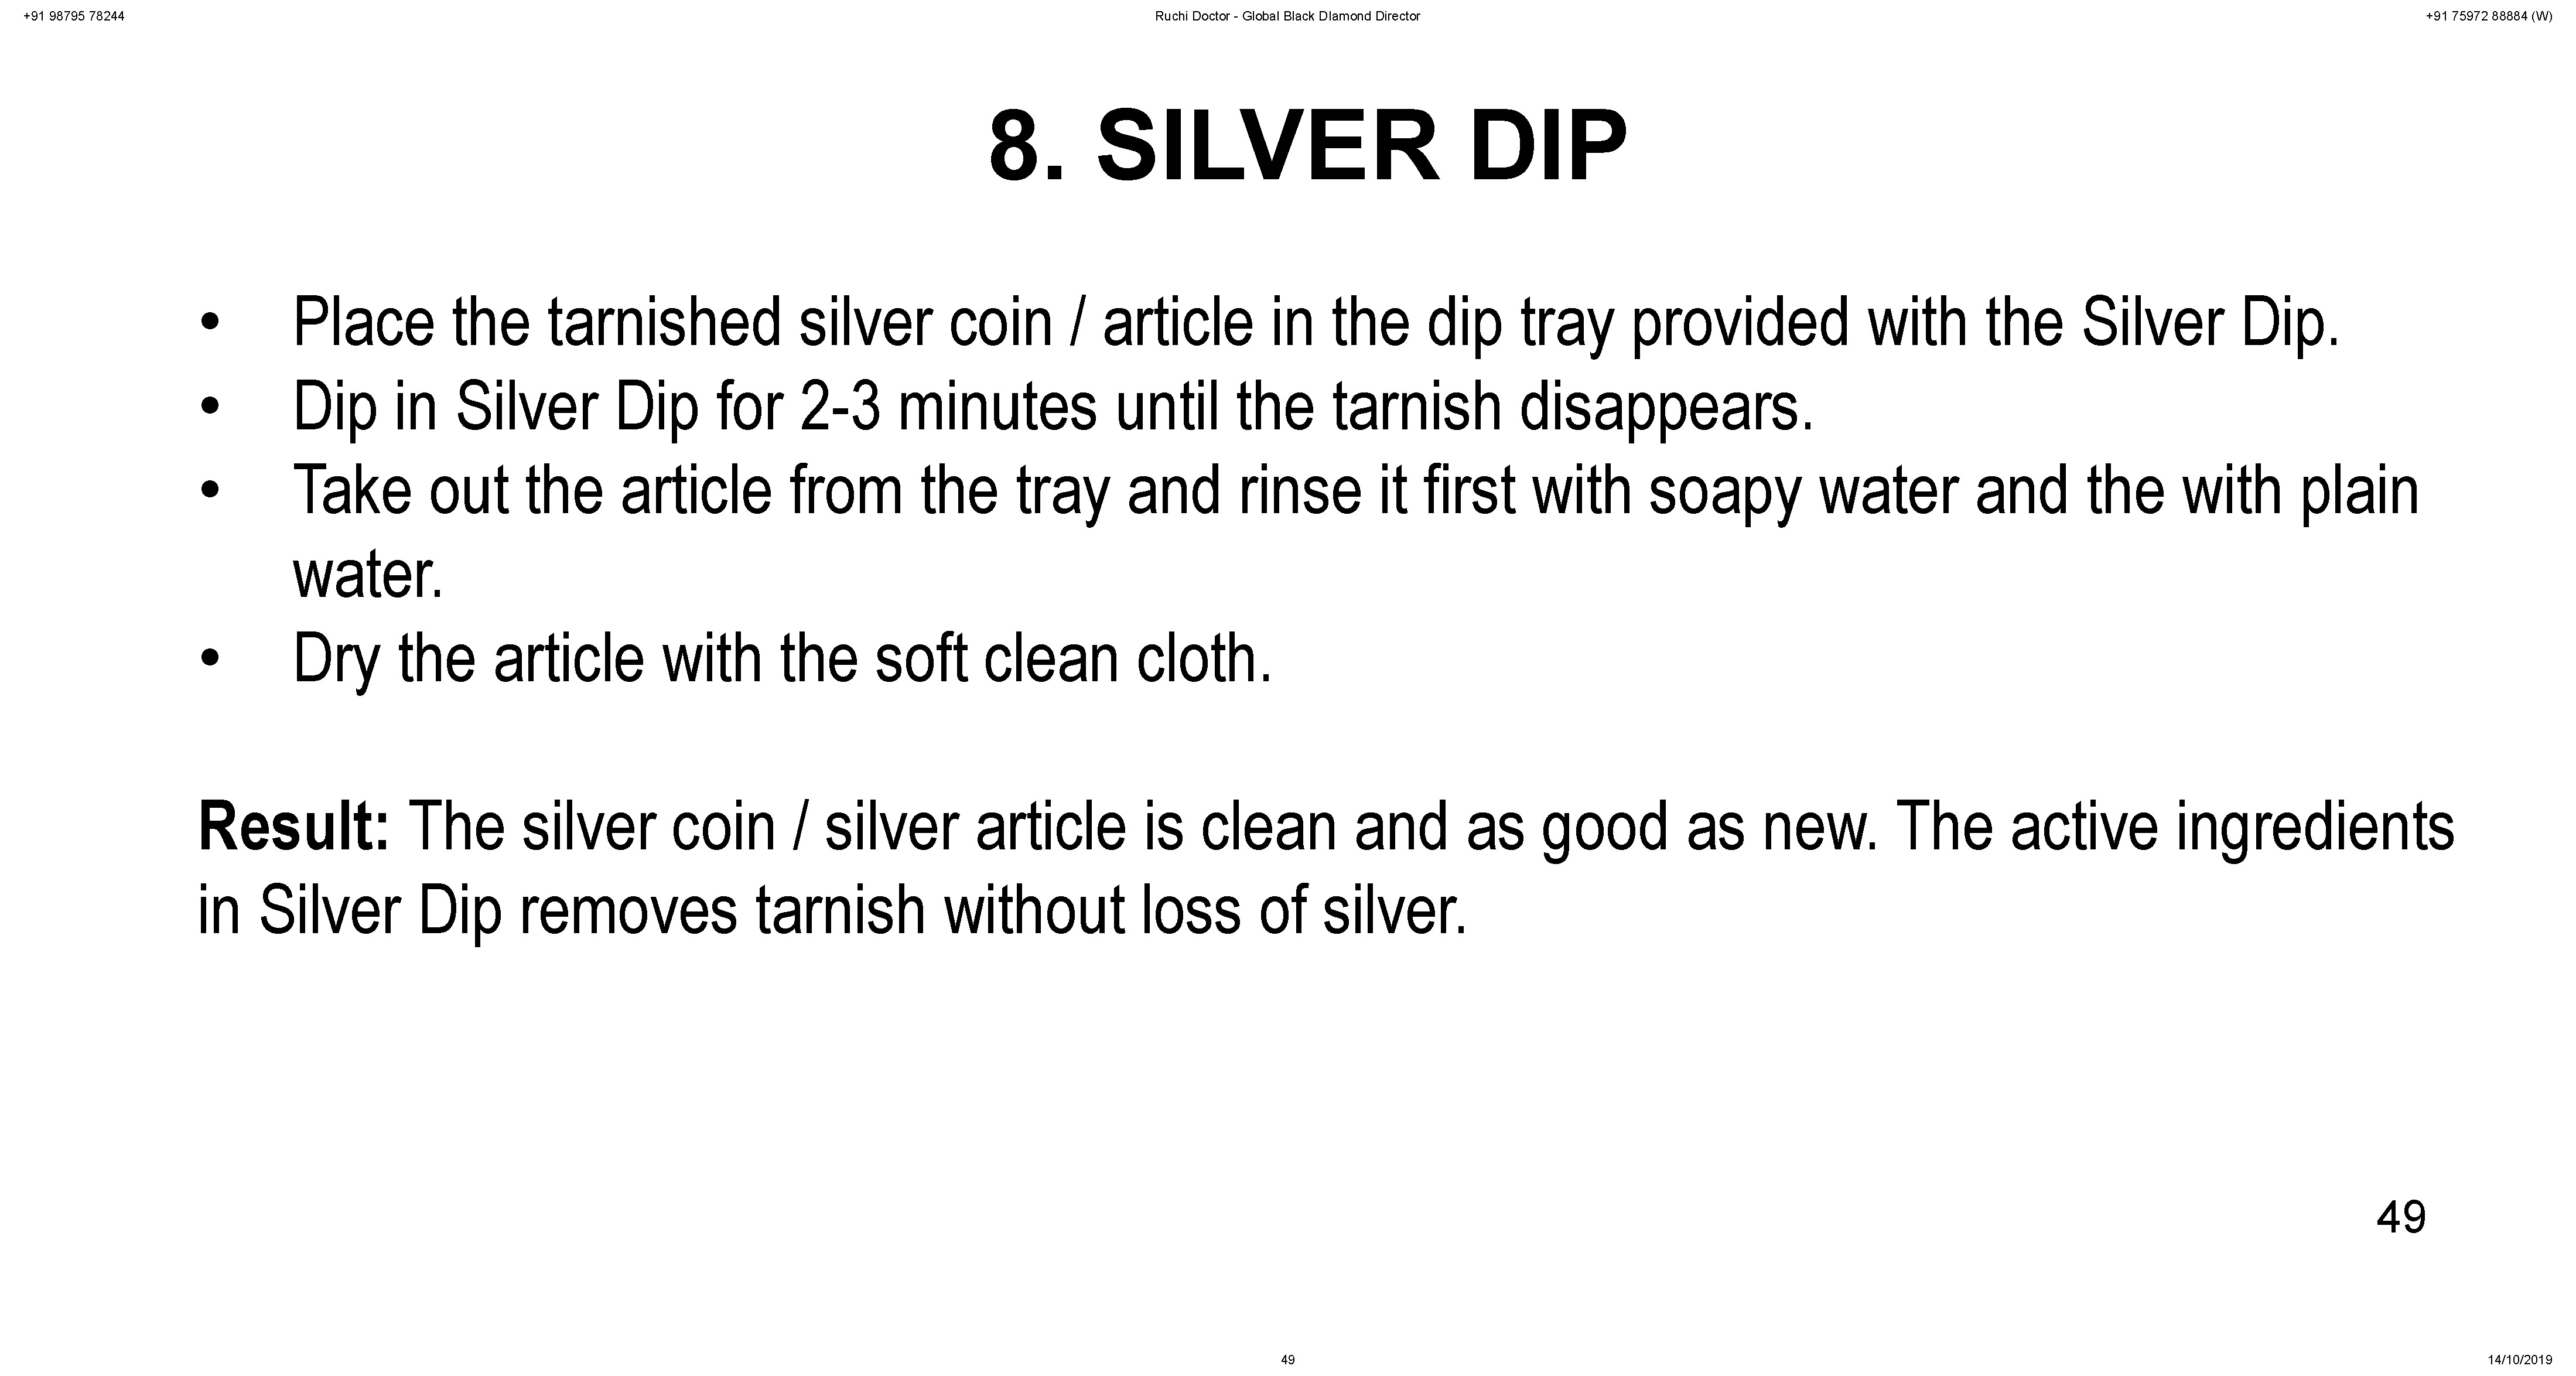 +91 98795 78244 Ruchi Doctor - Global Black DIamond Director +91 75972 88884 (W)
8. SILVER DIP
• Place the tarnished silver coin / article in the dip tray provided with the Silver Dip.
• Dip in Silver Dip for 2-3 minutes until the tarnish disappears.
• Take out the article from the tray and rinse it first with soapy water and the with plain
water.
• Dry the article with the soft clean cloth.
Result: The silver coin / silver article is clean and as good as new. The active ingredients
in Silver Dip removes tarnish without loss of silver.
49
49 14/10/2019